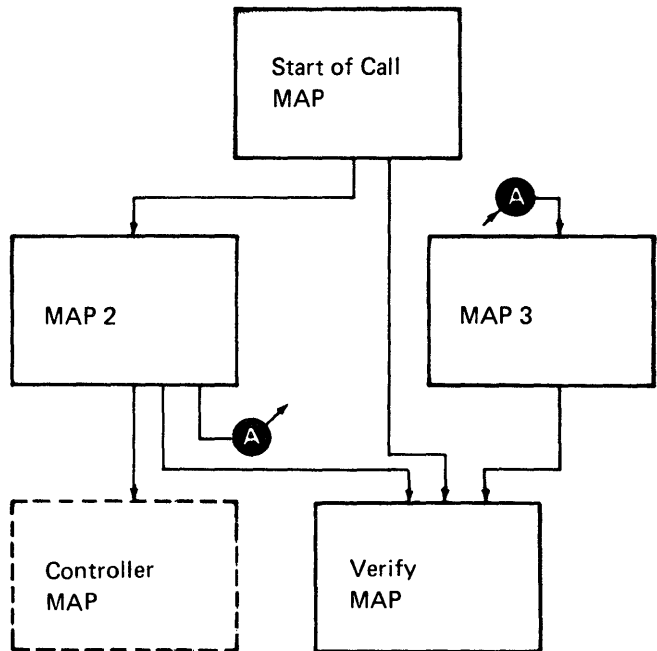 Start of Call
MAP
A
MAP 2
MAP 3
A
Controller
MAP
Verify
MAP